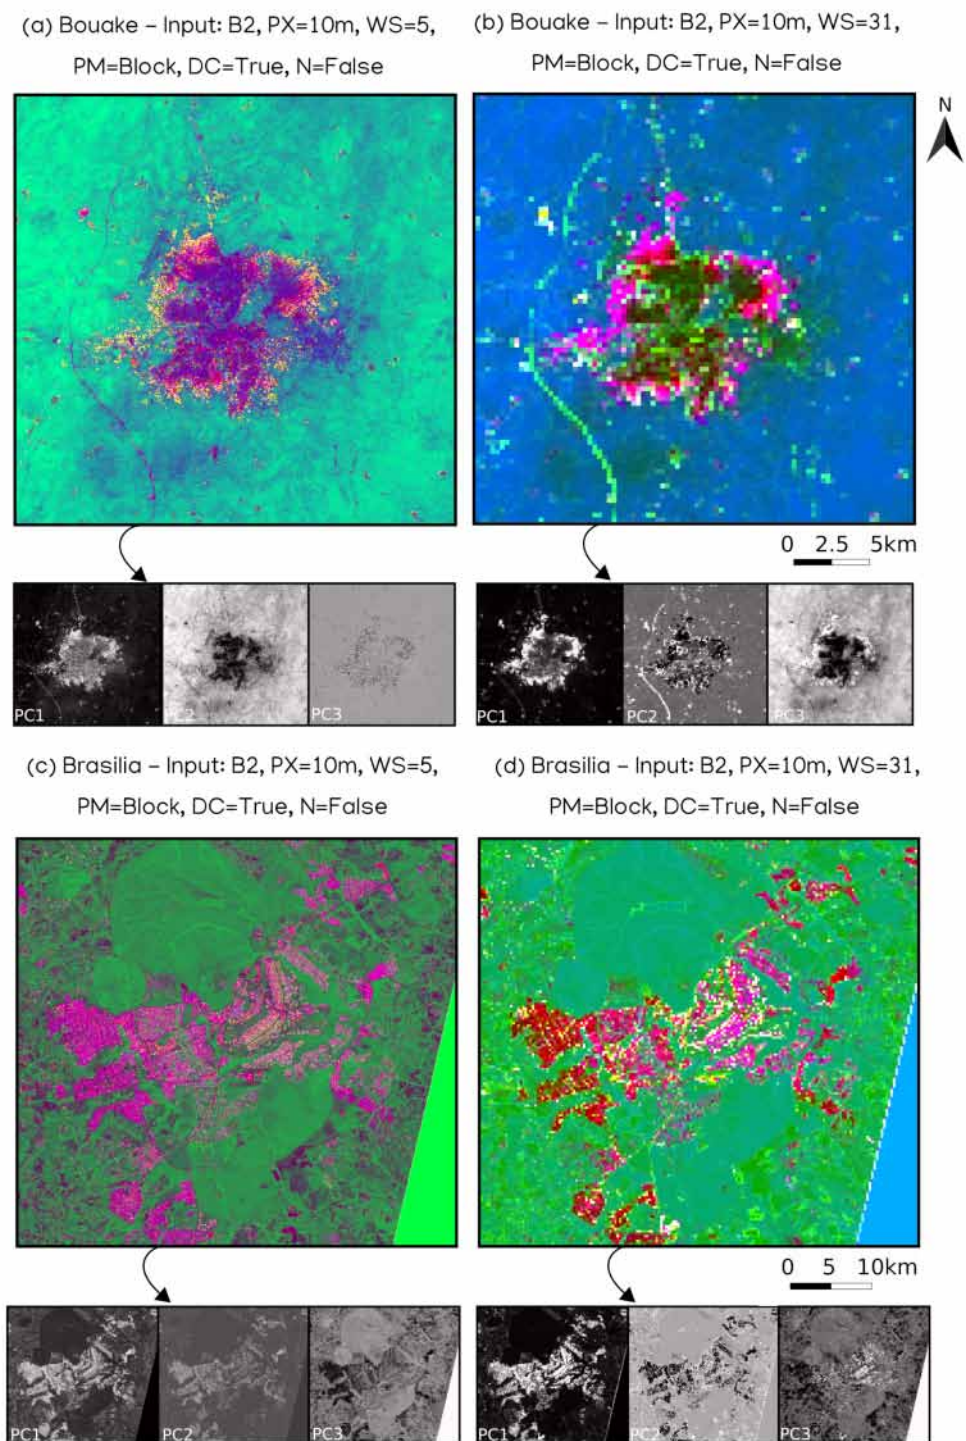 (a) Bouake – Input: B2, PX=10m, WS=5,
PM=Block, DC=True, N=False
(b) Bouake – Input: B2, PX=10m, WS=31,
PM=Block, DC=True, N=False
N
0 2.5 5km
PC1 PC2 PC3
PC1 PC2 PC3
(c) Brasilia – Input: B2, PX=10m, WS=5,
PM=Block, DC=True, N=False
(d) Brasilia – Input: B2, PX=10m, WS=31,
PM=Block, DC=True, N=False
0 5 10km
PC1 PC2 PC3
PC1 PC2 PC3